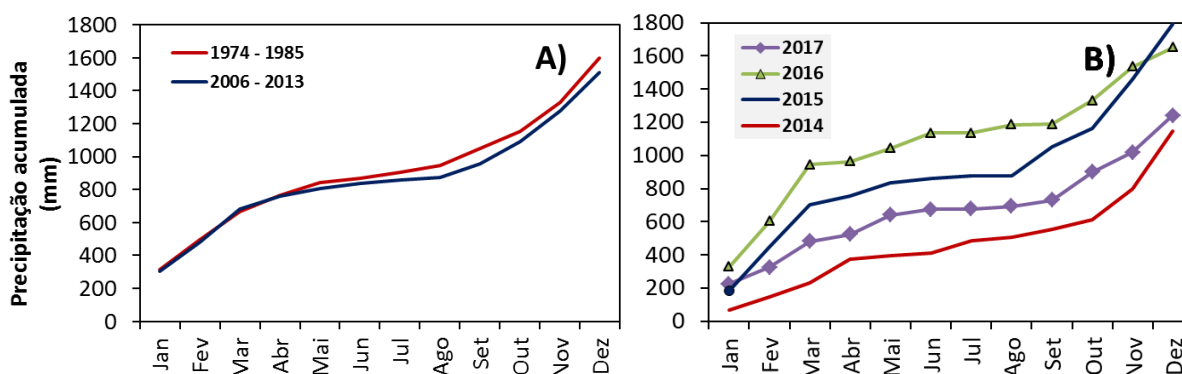 Precipitação acumulada
(mm)
1800
1600
1400
1200
1000
800
600
400
200
0
1974 - 1985
2006 - 2013
A)
Jan
Fev
Mar
Abr
Mai
Jun
Jul
Ago
Set
Out
Nov
Dez
1800
1600
1400
1200
1000
800
600
400
200
0
2017
2016
2015
2014
B)
Jan
Fev
Mar
Abr
Mai
Jun
Jul
Ago
Set
Out
Nov
Dez